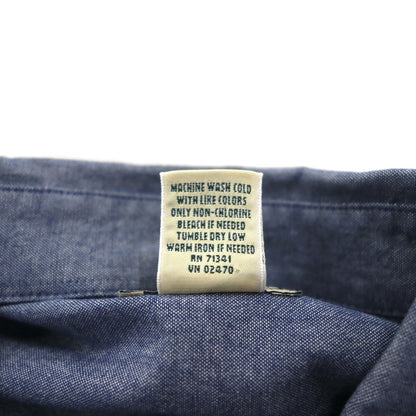 MACHINE WASH COLD
WITH LIKE COLORS
ONLY NON-CHLORINE
BLEACH IF NEEDED
TUMBLE DRY LOW
WARM IRON IF NEEDED
RN 71341
VN 02470